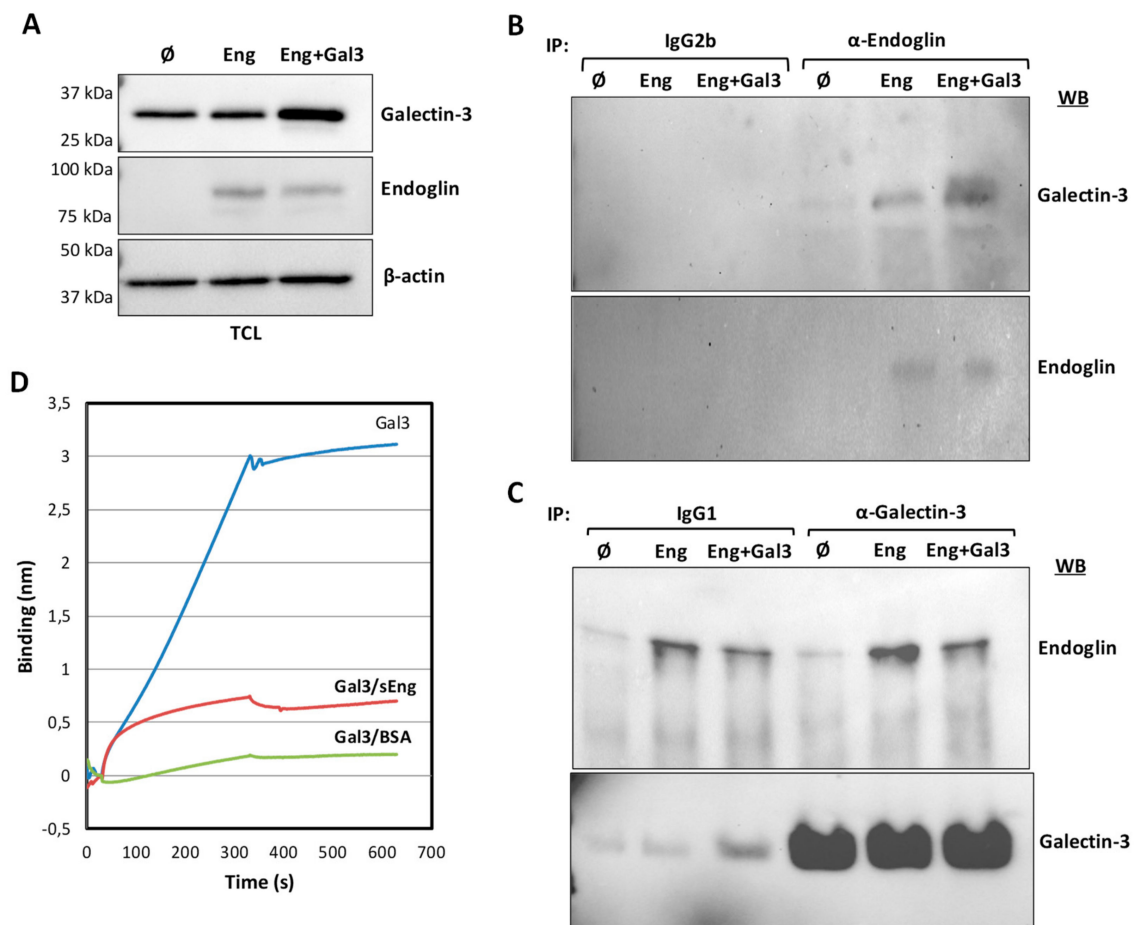 A
Ø Eng Eng+Gal3
37 kDa
Galectin-3
25 kDa
100 kDa
Endoglin
75 kDa
50 kDa
β-actin
37 kDa
TCL
B
IP: IgG2b α-Endoglin
Ø Eng Eng+Gal3 Ø Eng Eng+Gal3
WB
Galectin-3
Endoglin
D
3,5
3
2,5
2
1,5
1
0,5
0
-0,5
Binding (nm)
Gal3
Gal3/sEng
Gal3/BSA
0 100 200 300 400 500 600 700
Time (s)
C
IP: IgG1 α-Galectin-3
Ø Eng Eng+Gal3 Ø Eng Eng+Gal3
WB
Endoglin
Galectin-3